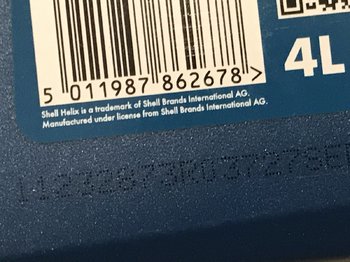 4L
5 011987 862678 >
Shell Helix is a trademark of Shell Brands International AG.
Manufactured under license from Shell Brands International AG.